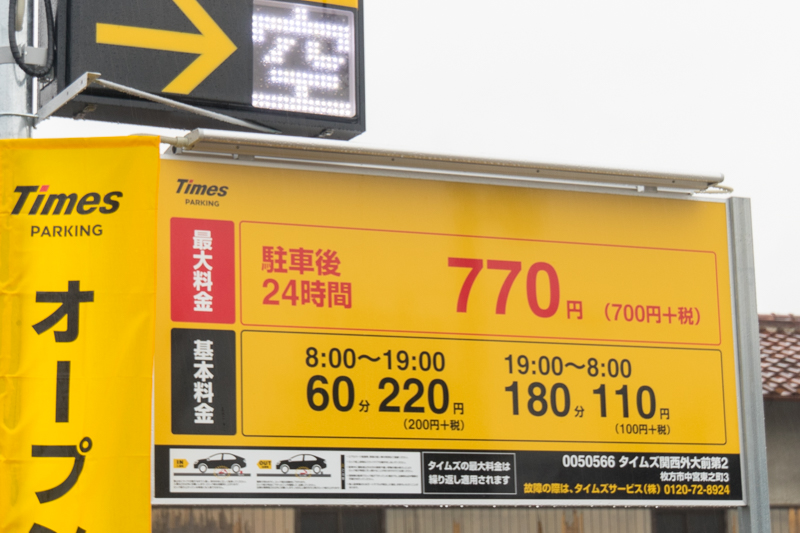 空
Times
PARKING
オープ
Times
PARKING
最大料金
駐車後
24時間
770円
(700円+税)
基本料金
8:00〜19:00
60分 220円
(200円+税)
19:00〜8:00
180分 110円
(100円+税)
IN
OUT
タイムズの最大料金は
繰り返し適用されます
0050566 タイムズ関西外大前第2
枚方市中宮東之町3
故障の際は、タイムズサービス(株) 0120-72-8924